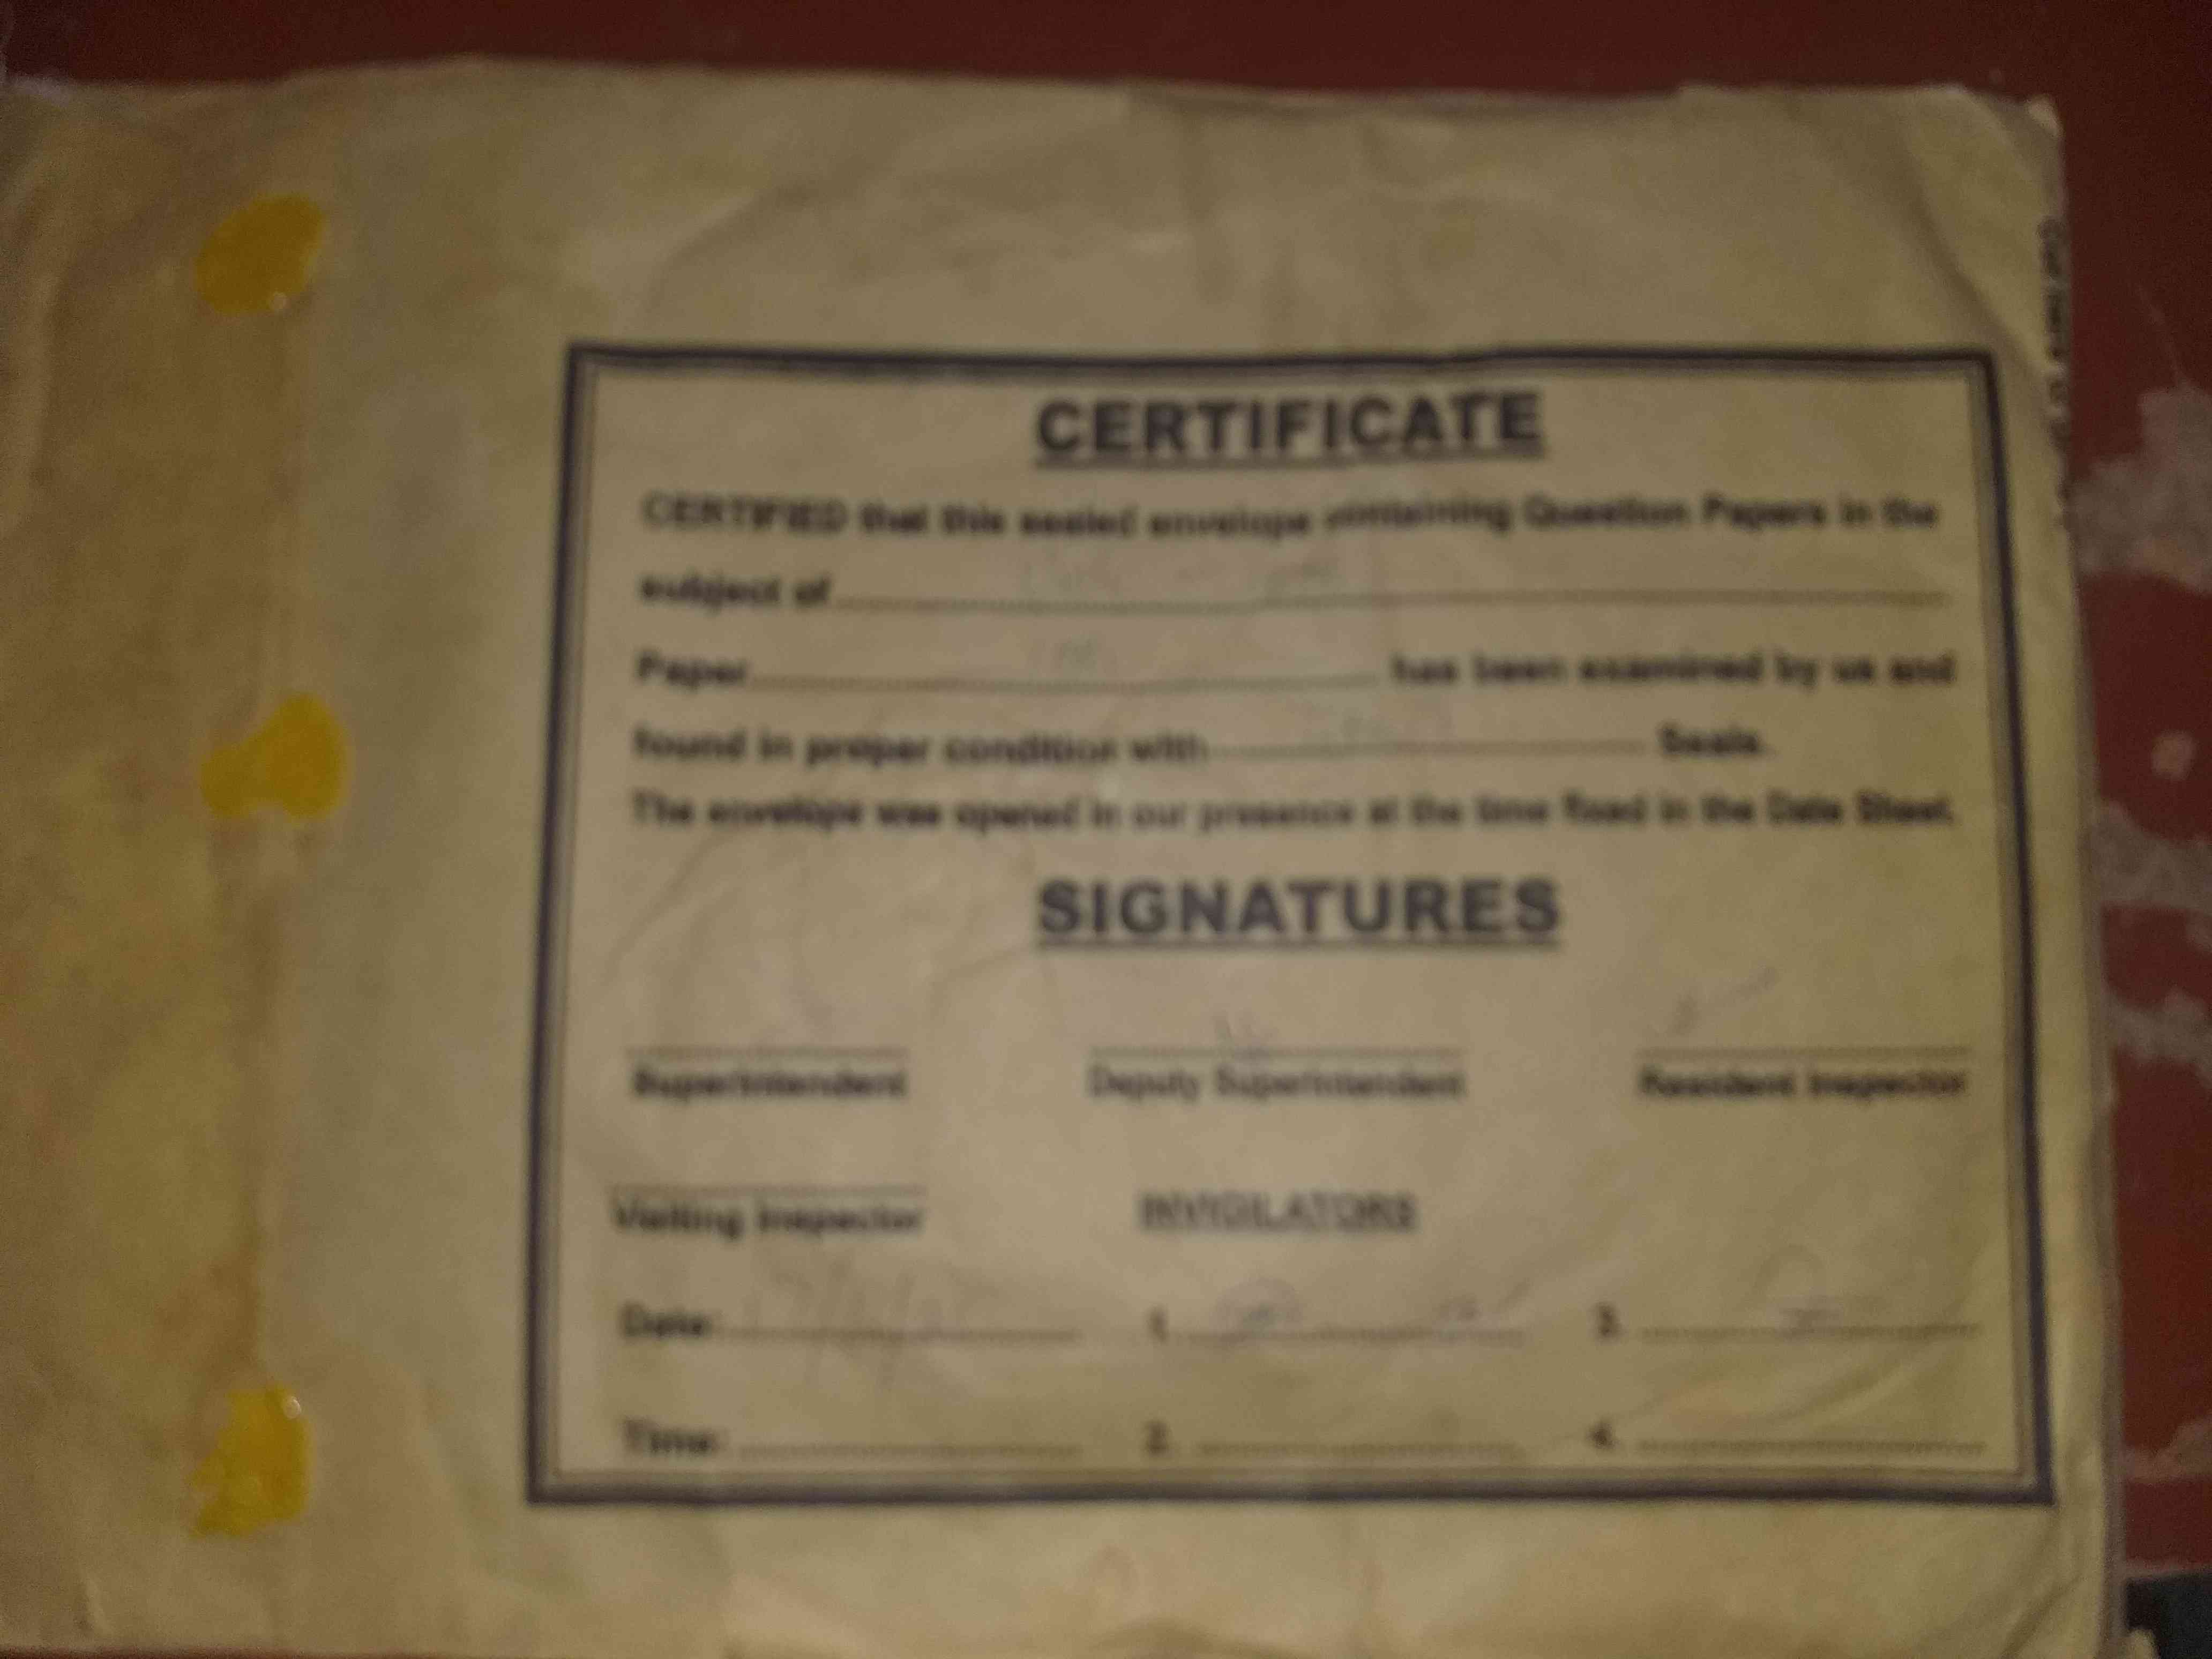 CERTIFICATE
CERTIFIED that this sealed envelope containing Question Papers in the
subject of
Paper has been examined by us and
found in proper condition with Seals.
The envelope was opened in our presence at the time fixed in the Date Sheet.
SIGNATURES
Superintendent Deputy Superintendent Resident Inspector
Visiting Inspector INVIGILATORS
Date: 1. 3.
Time: 2. 4.